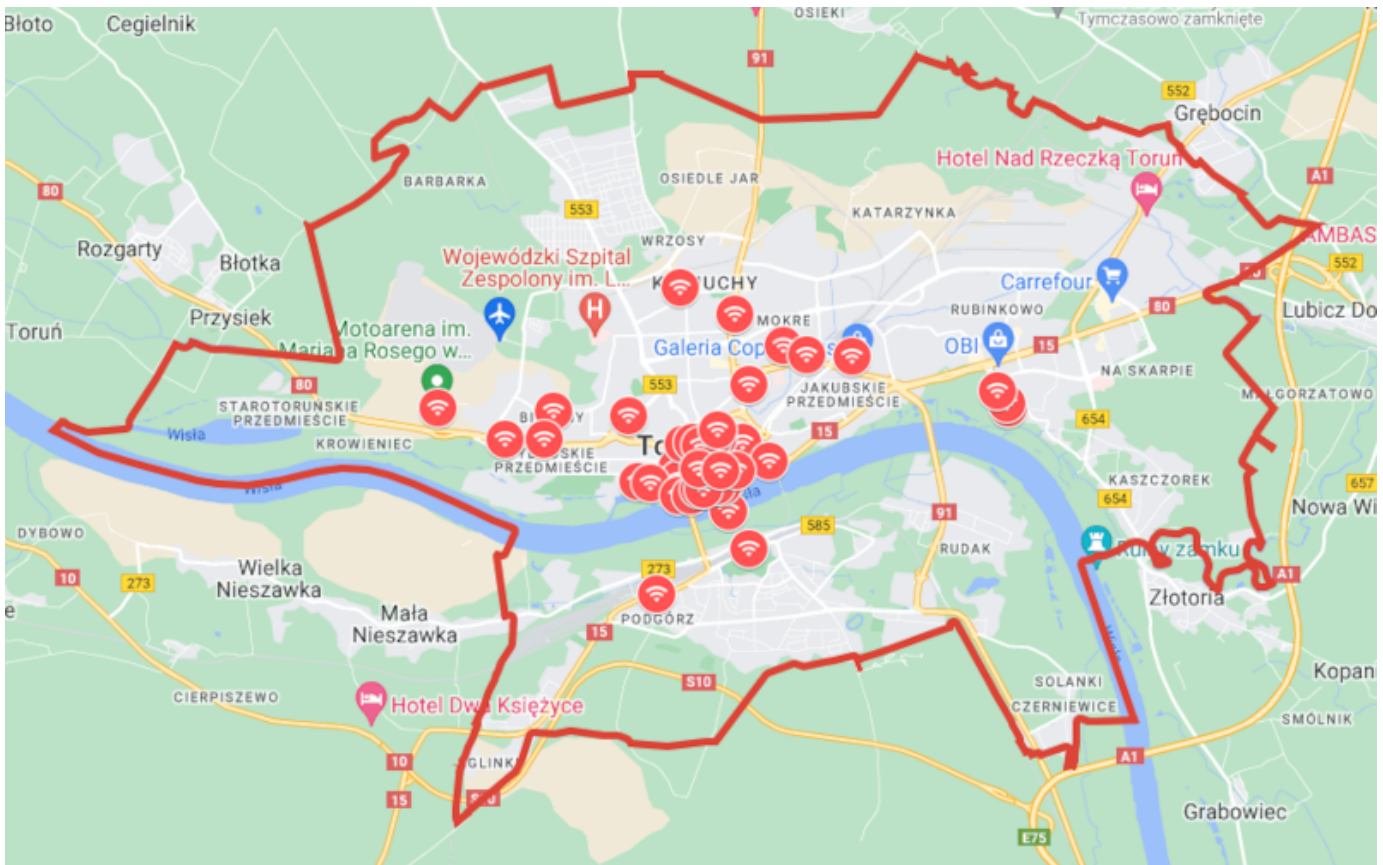 Błoto
Cegielnik
OSIEKI
Tymczasowo zamknięte
91
552
Grębocin
Hotel Nad Rzeczką Toruń
A1
80
BARBARKA
OSIEDLE JAR
553
KATARZYNKA
Rozgarty
WRZOSY
AMBAS
Błotka
Wojewódzki Szpital
Zespolony im. L...
552
Carrefour
80
Przysiek
MOKRE
RUBINKOWO
Lubicz Do
Toruń
Motoarena im.
Mariana Rosego w...
Galeria Cop
OBI
15
NA SKARPIE
80
553
JAKUBSKIE
PRZEDMIEŚCIE
MAŁGORZATOWO
STAROTORUŃSKIE
PRZEDMIEŚCIE
654
15
Wisła
KROWIENIEC
PRZEDMIEŚCIE
KASZCZOREK
657
Wisła
654
Nowa Wi
91
585
DYBOWO
RUDAK
Ruiny zamku
Wielka
Nieszawka
10
273
273
A1
Złotoria
Mała
Nieszawka
PODGÓRZ
15
Wisła
Kopani
CIERPISZEWO
S10
SOLANKI
CZERNIEWICE
Hotel Dwa Księżyce
SMÓLNIK
10
GLINKI
A1
15
S10
Grabowiec
E75